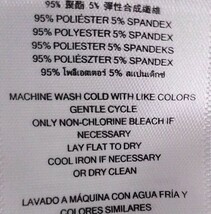 95% 聚酯 5% 弹性合成纖維
95% POLIÉSTER 5% SPANDEX
95% POLYESTER 5% SPANDEX
95% POLIESTER 5% SPANDEKS
95% POLIÉSZTER 5% SPANDEX
95% โพลีเอสเตอร์ 5% สแปนเด็กซ์
MACHINE WASH COLD WITH LIKE COLORS
GENTLE CYCLE
ONLY NON-CHLORINE BLEACH IF
NECESSARY
LAY FLAT TO DRY
COOL IRON IF NECESSARY
OR DRY CLEAN
LAVADO A MÁQUINA CON AGUA FRÍA Y
COLORES SIMILARES